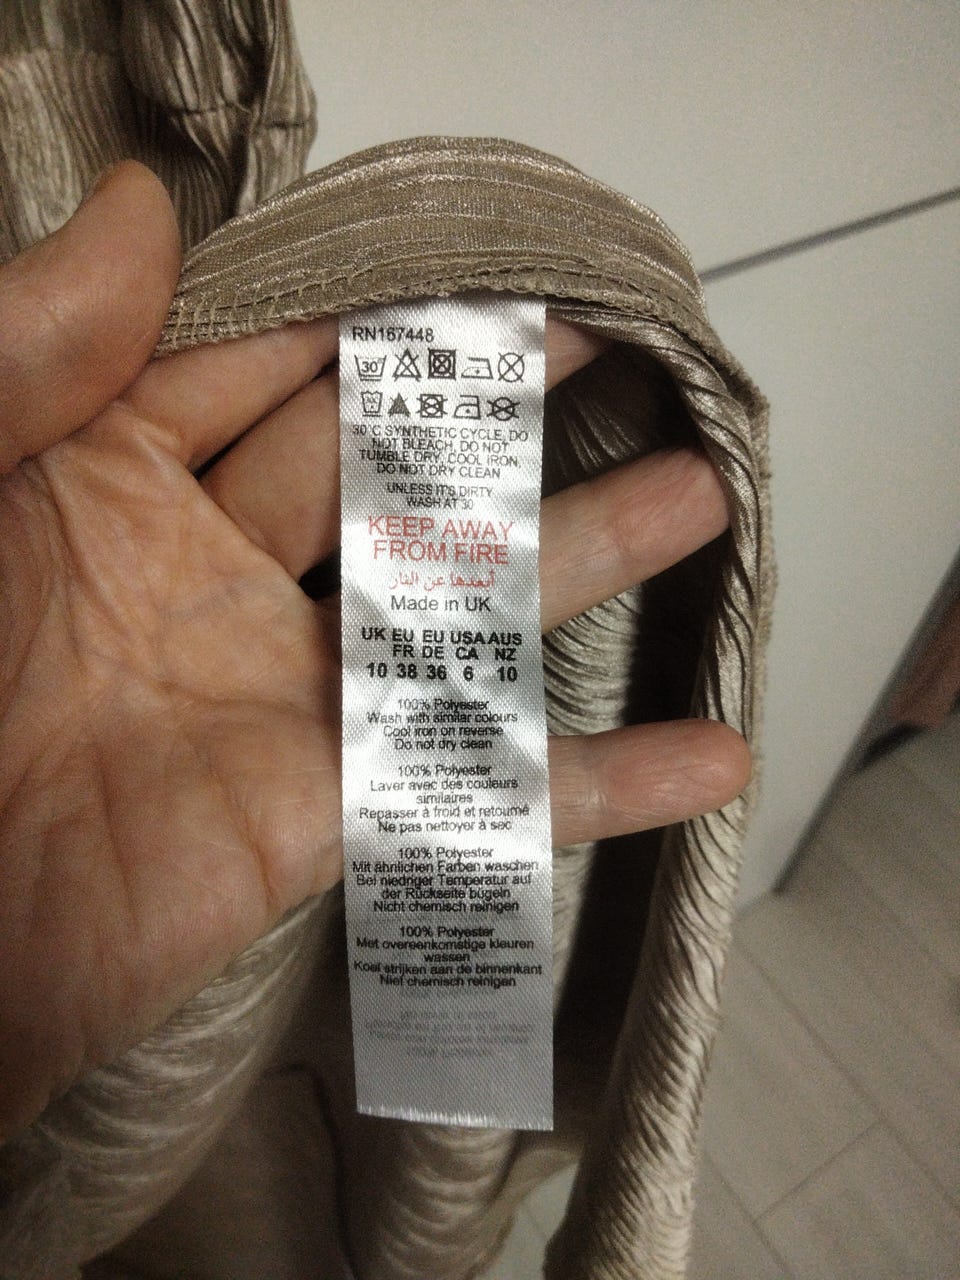 RN167448
30°
30°C SYNTHETIC CYCLE, DO
NOT BLEACH, DO NOT
TUMBLE DRY, COOL IRON,
DO NOT DRY CLEAN
UNLESS IT'S DIRTY
WASH AT 30
KEEP AWAY
FROM FIRE
أبعدها عن النار
Made in UK
UK EU EU USA AUS
FR DE CA NZ
10 38 36 6 10
100% Polyester
Wash with similar colours
Cool iron on reverse
Do not dry clean
100% Polyester
Laver avec des couleurs
similaires
Repasser à froid et retourné
Ne pas nettoyer à sec
100% Polyester
Mit ähnlichen Farben waschen
Bei niedriger Temperatur auf
der Rückseite bügeln
Nicht chemisch reinigen
100% Polyester
Met overeenkomstige kleuren
wassen
Koel strijken aan de binnenkant
Niet chemisch reinigen